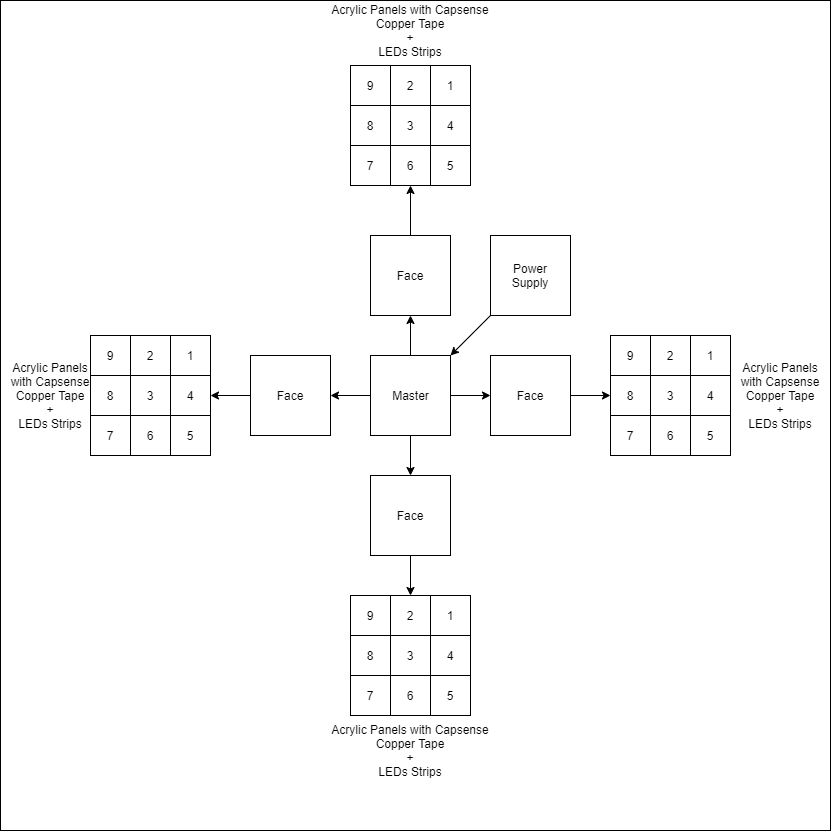 Acrylic Panels with Capsense
Copper Tape
+
LEDs Strips
9 2 1
8 3 4
7 6 5
Face
Power
Supply
Acrylic Panels
with Capsense
Copper Tape
+
LEDs Strips
9 2 1
8 3 4
7 6 5
Face
Master
Face
9 2 1
8 3 4
7 6 5
Acrylic Panels
with Capsense
Copper Tape
+
LEDs Strips
Face
9 2 1
8 3 4
7 6 5
Acrylic Panels with Capsense
Copper Tape
+
LEDs Strips